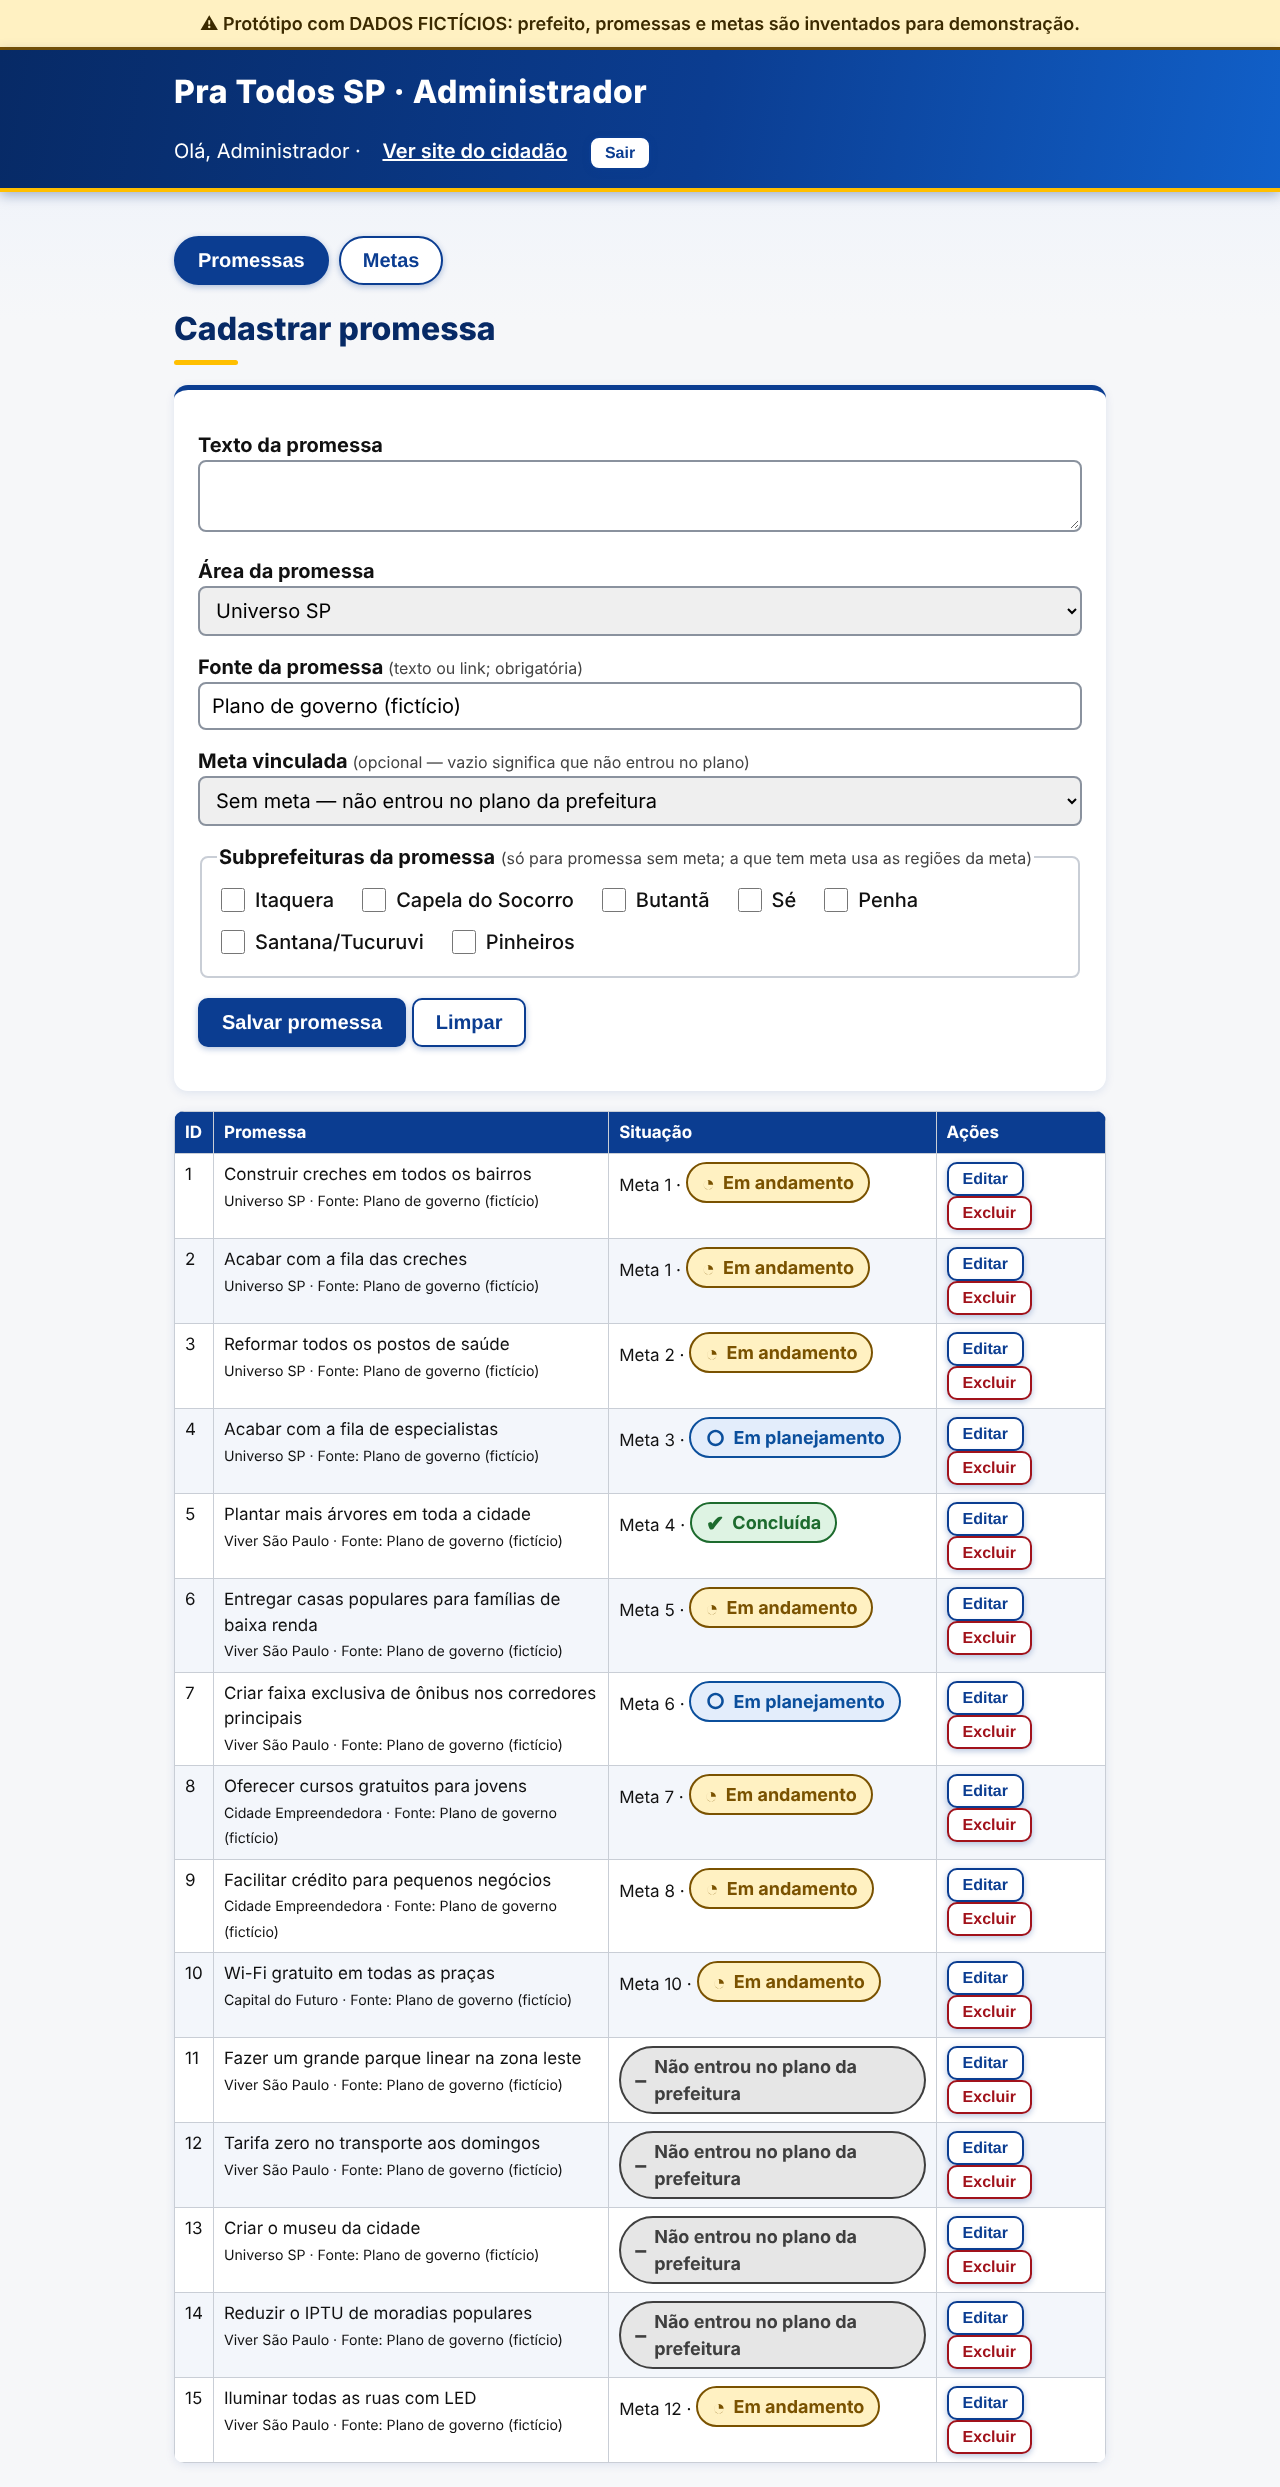 ⚠ Protótipo com DADOS FICTÍCIOS: prefeito, promessas e metas são inventados para demonstração.
Pra Todos SP · Administrador
Olá, Administrador · Ver site do cidadão Sair
Promessas Metas
Cadastrar promessa
Texto da promessa
Área da promessa
Universo SP
Fonte da promessa (texto ou link; obrigatória)
Plano de governo (fictício)
Meta vinculada (opcional — vazio significa que não entrou no plano)
Sem meta — não entrou no plano da prefeitura
Subprefeituras da promessa (só para promessa sem meta; a que tem meta usa as regiões da meta)
Itaquera Capela do Socorro Butantã Sé Penha
Santana/Tucuruvi Pinheiros
Salvar promessa Limpar
ID Promessa Situação Ações
1 Construir creches em todos os bairros Meta 1 · Em andamento Editar
Universo SP · Fonte: Plano de governo (fictício) Excluir
2 Acabar com a fila das creches Meta 1 · Em andamento Editar
Universo SP · Fonte: Plano de governo (fictício) Excluir
3 Reformar todos os postos de saúde Meta 2 · Em andamento Editar
Universo SP · Fonte: Plano de governo (fictício) Excluir
4 Acabar com a fila de especialistas Meta 3 · Em planejamento Editar
Universo SP · Fonte: Plano de governo (fictício) Excluir
5 Plantar mais árvores em toda a cidade Meta 4 · ✔ Concluída Editar
Viver São Paulo · Fonte: Plano de governo (fictício) Excluir
6 Entregar casas populares para famílias de Meta 5 · Em andamento Editar
baixa renda Excluir
Viver São Paulo · Fonte: Plano de governo (fictício)
7 Criar faixa exclusiva de ônibus nos corredores Meta 6 · Em planejamento Editar
principais Excluir
Viver São Paulo · Fonte: Plano de governo (fictício)
8 Oferecer cursos gratuitos para jovens Meta 7 · Em andamento Editar
Cidade Empreendedora · Fonte: Plano de governo Excluir
(fictício)
9 Facilitar crédito para pequenos negócios Meta 8 · Em andamento Editar
Cidade Empreendedora · Fonte: Plano de governo Excluir
(fictício)
10 Wi-Fi gratuito em todas as praças Meta 10 · Em andamento Editar
Capital do Futuro · Fonte: Plano de governo (fictício) Excluir
11 Fazer um grande parque linear na zona leste – Não entrou no plano da Editar
Viver São Paulo · Fonte: Plano de governo (fictício) prefeitura Excluir
12 Tarifa zero no transporte aos domingos – Não entrou no plano da Editar
Viver São Paulo · Fonte: Plano de governo (fictício) prefeitura Excluir
13 Criar o museu da cidade – Não entrou no plano da Editar
Universo SP · Fonte: Plano de governo (fictício) prefeitura Excluir
14 Reduzir o IPTU de moradias populares – Não entrou no plano da Editar
Viver São Paulo · Fonte: Plano de governo (fictício) prefeitura Excluir
15 Iluminar todas as ruas com LED Meta 12 · Em andamento Editar
Viver São Paulo · Fonte: Plano de governo (fictício) Excluir